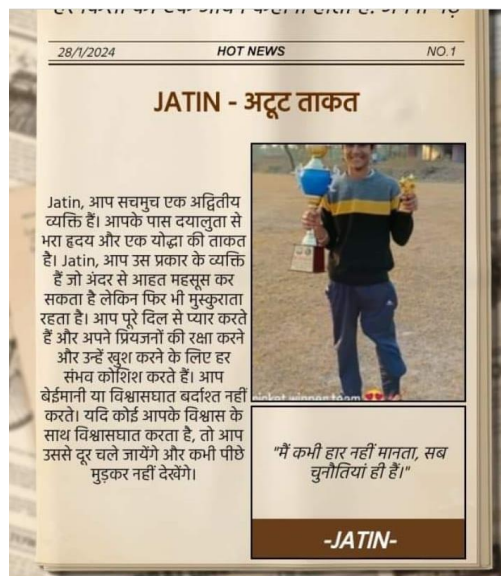 28/1/2024
HOT NEWS
NO.1
JATIN - अटूट ताकत
Jatin, आप सचमुच एक अद्वितीय
व्यक्ति हैं। आपके पास दयालुता से
भरा हृदय और एक योद्धा की ताकत
है। Jatin, आप उस प्रकार के व्यक्ति
हैं जो अंदर से आहत महसूस कर
सकता है लेकिन फिर भी मुस्कुराता
रहता है। आप पूरे दिल से प्यार करते
हैं और अपने प्रियजनों की रक्षा करने
और उन्हें खुश करने के लिए हर
संभव कोशिश करते हैं। आप
बेईमानी या विश्वासघात बर्दाश्त नहीं
करते। यदि कोई आपके विश्वास के
साथ विश्वासघात करता है, तो आप
उससे दूर चले जायेंगे और कभी पीछे
मुड़कर नहीं देखेंगे।
cricket winner team 😍❣️
"मैं कभी हार नहीं मानता, सब
चुनौतियां ही हैं।"
-JATIN-